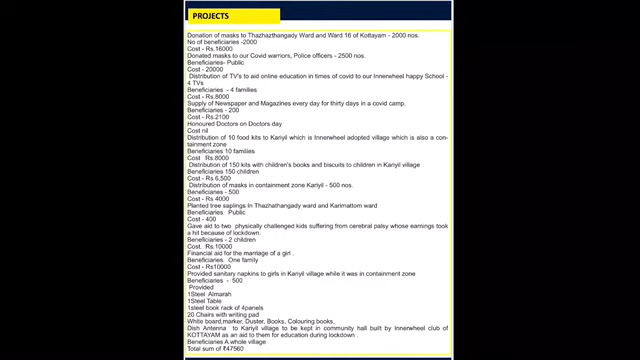 PROJECTS
Donation of masks to Thazhazthangady Ward and Ward 16 of Kottayam - 2000 nos.
No of beneficiaries -2000
Cost - Rs.16000
Donated masks to our Covid warriors, Police officers - 2500 nos.
Beneficiaries- Public
Cost - 20000
Distribution of TV's to aid online education in times of covid to our Innerwheel happy School -
4 TVs
Beneficiaries - 4 families
Cost - Rs.8000
Supply of Newspaper and Magazines every day for thirty days in a covid camp.
Beneficiaries - 200
Cost - Rs.2100
Honoured Doctors on Doctors day
Cost nil
Distribution of 10 food kits to Kariyil which is Innerwheel adopted village which is also a con-
tainment zone
Beneficiaries 10 families
Cost Rs.8000
Distribution of 150 kits with children's books and biscuits to children in Kariyil village
Beneficiaries 150 children
Cost - Rs 6,500
Distribution of masks in containment zone Kariyil - 500 nos.
Beneficiaries - 500
Cost - Rs 4000
Planted tree saplings In Thazhathangady ward and Karimattom ward
Beneficiaries. Public
Cost - 400
Gave aid to two physically challenged kids suffering from cerebral palsy whose earnings took
a hit because of lockdown.
Beneficiaries - 2 children
Cost. Rs.10000
Financial aid for the marriage of a girl .
Beneficiaries. One family
Cost - Rs10000
Provided sanitary napkins to girls in Kariyil village while it was in containment zone
Beneficiaries - 500
Provided
1Steel Almarah
1Steel Table
1steel book rack of 4panels
20 Chairs with writing pad
White board,marker, Duster, Books, Colouring books,
Dish Antenna to Kariyil village to be kept in community hall built by Innerwheel club of
KOTTAYAM as an aid to them for education during lockdown .
Beneficiaries A whole village
Total sum of ₹47560